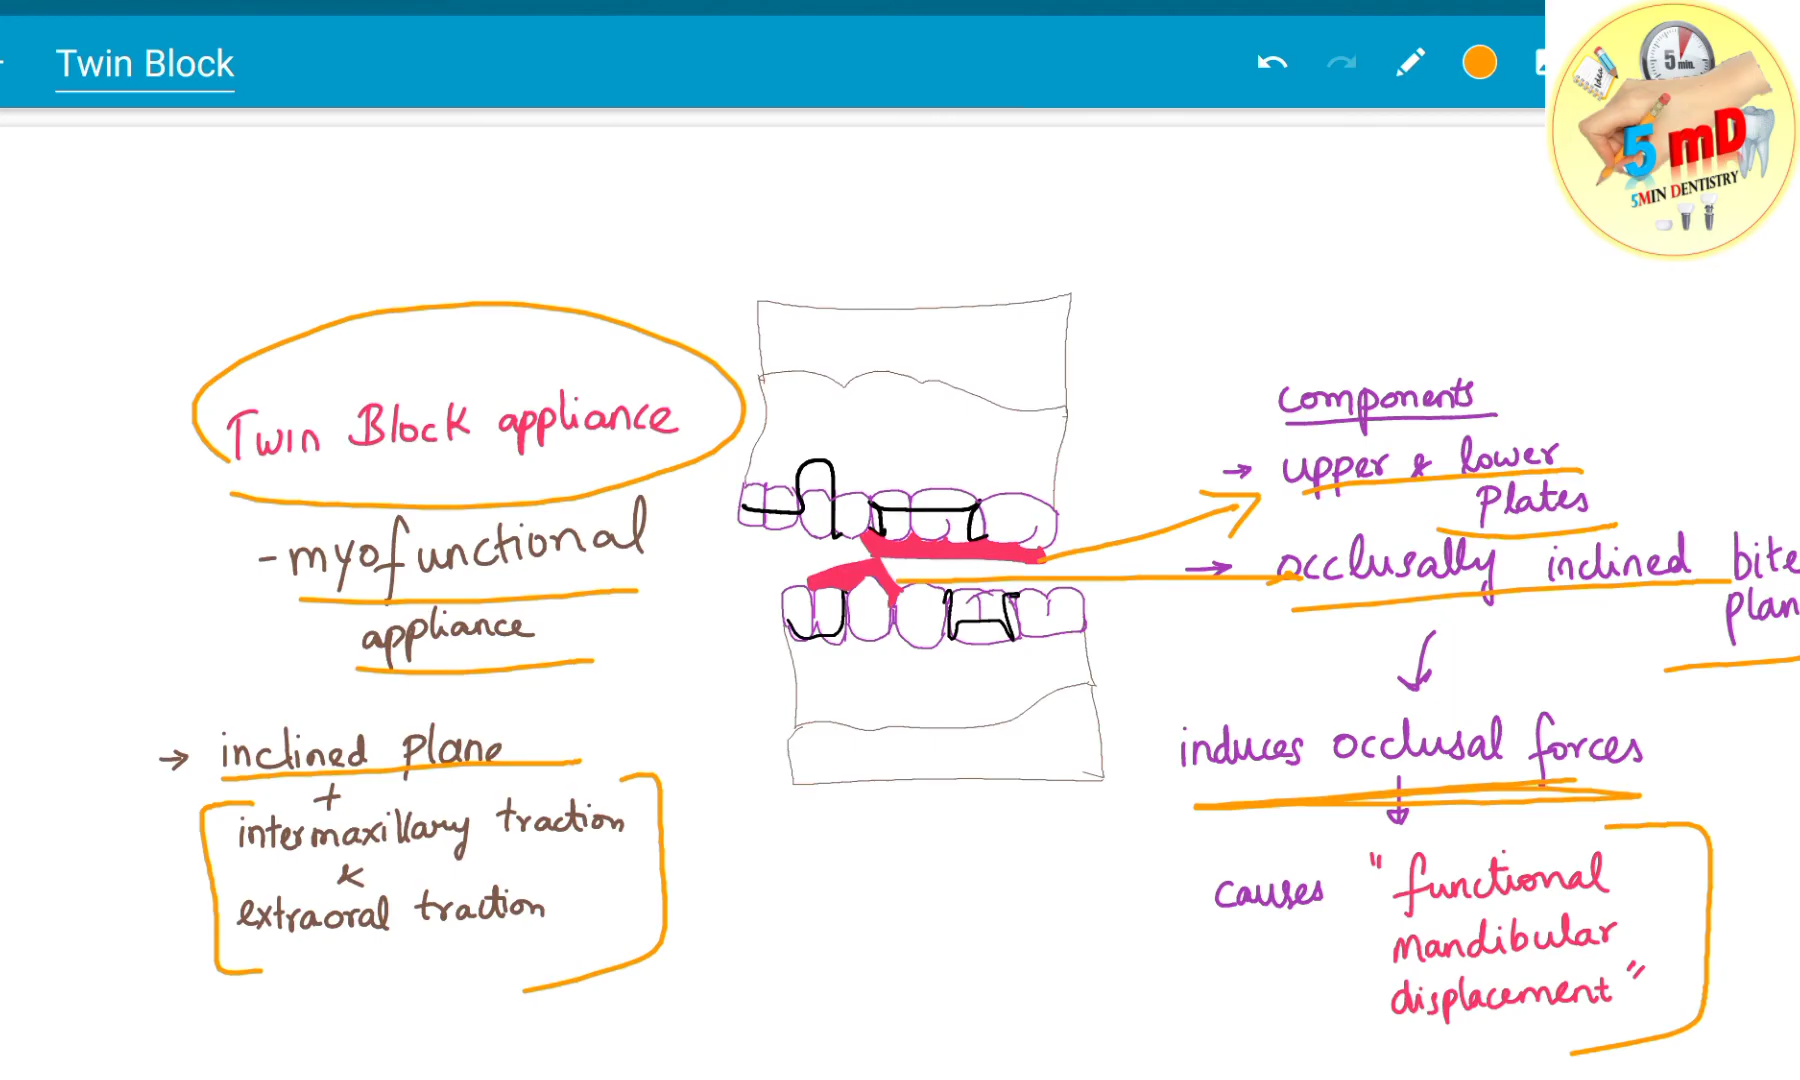 Twin Block
5 min.
Idea
5 mD
5MIN DENTISTRY
Twin Block appliance
- myofunctional
appliance
→ inclined plane
+
intermaxillary traction
&
extraoral traction
components
→ upper & lower
Plates
→ occlusally inclined bite
plan
↓
induces occlusal forces
↓
causes "functional
mandibular
displacement"